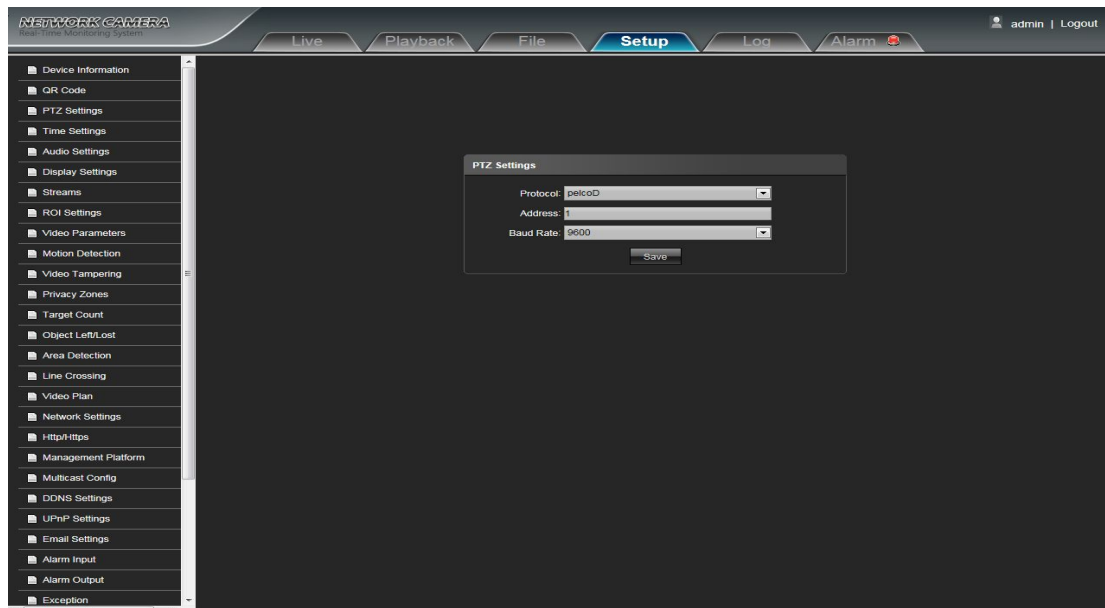 NETWORK CAMERA
Real-Time Monitoring System
admin | Logout
Live
Playback
File
Setup
Log
Alarm
Device Information
QR Code
PTZ Settings
Time Settings
Audio Settings
Display Settings
Streams
ROI Settings
Video Parameters
Motion Detection
Video Tampering
Privacy Zones
Target Count
Object Left/Lost
Area Detection
Line Crossing
Video Plan
Network Settings
Http/Https
Management Platform
Multicast Config
DDNS Settings
UPnP Settings
Email Settings
Alarm Input
Alarm Output
Exception
PTZ Settings
Protocol: pelcoD
Address: 1
Baud Rate: 9600
Save